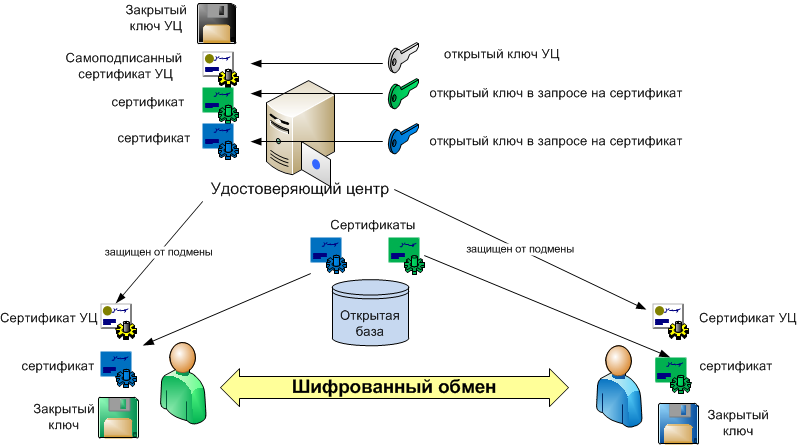 Закрытый
ключ УЦ
Самоподписанный
сертификат УЦ
открытый ключ УЦ
сертификат
открытый ключ в запросе на сертификат
сертификат
открытый ключ в запросе на сертификат
Удостоверяющий центр
Сертификаты
защищен от подмены
защищен от подмены
Открытая
база
Сертификат УЦ
Сертификат УЦ
сертификат
сертификат
Шифрованный обмен
Закрытый
ключ
Закрытый
ключ